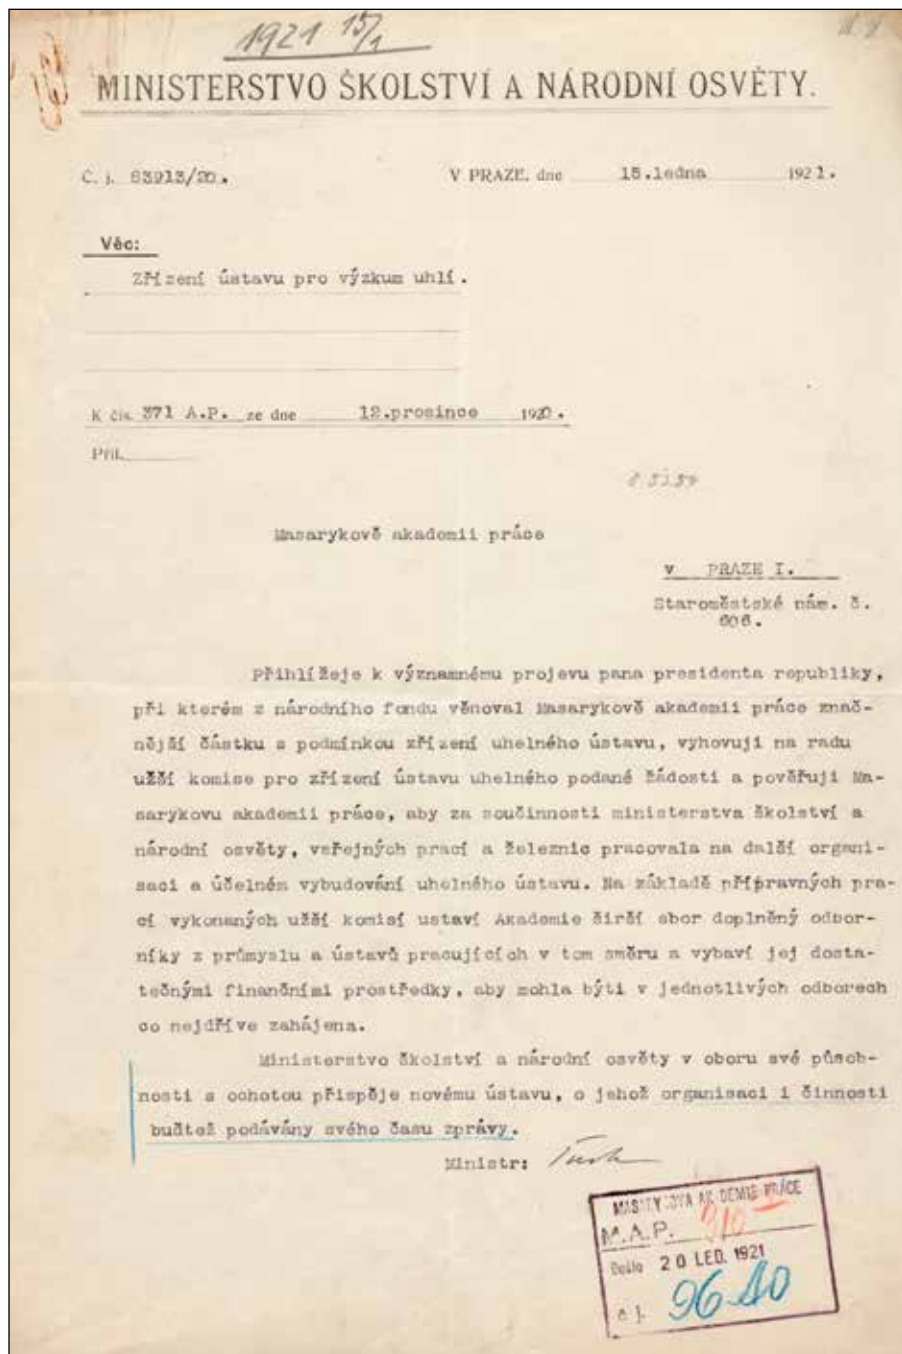 1921 15/1
MINISTERSTVO ŠKOLSTVÍ A NÁRODNÍ OSVĚTY.
Č. j. 83913/20. V PRAZE, dne 15.ledna 1921.
Věc:
Zřízení ústavu pro výzkum uhlí.
K čís. 371 A.P. ze dne 12.prosince 1920.
Příl.
Masarykově akademii práce
v PRAZE I.
Staroměstské nám. č.
606.
Přihlížeje k významnému projevu pana presidenta republiky,
při kterém z národního fondu věnoval Masarykově akademii práce znač-
nější částku s podmínkou zřízení uhelného ústavu, vyhovuji na radu
užší komise pro zřízení ústavu uhelného podané žádosti a pověřuji Ma-
sarykovu akademii práce, aby za součinnosti ministerstva školství a
národní osvěty, veřejných prací a železnic pracovala na další organi-
saci a účelném vybudování uhelného ústavu. Na základě přípravných pra-
cí vykonaných užší komisí ustaví Akademie širší sbor doplněný odbor-
níky z průmyslu a ústavů pracujících v tom směru a vybaví jej dosta-
tečnými finančními prostředky, aby mohla býti v jednotlivých odborech
co nejdříve zahájena.
Ministerstvo školství a národní osvěty v oboru své působ-
nosti s ochotou přispěje novému ústavu, o jehož organisaci i činnosti
buďtež podávány svého času zprávy.
Ministr:
MASARYKOVA AKADEMIE PRÁCE
M.A.P. 310
Došlo 20 LED. 1921
č j.